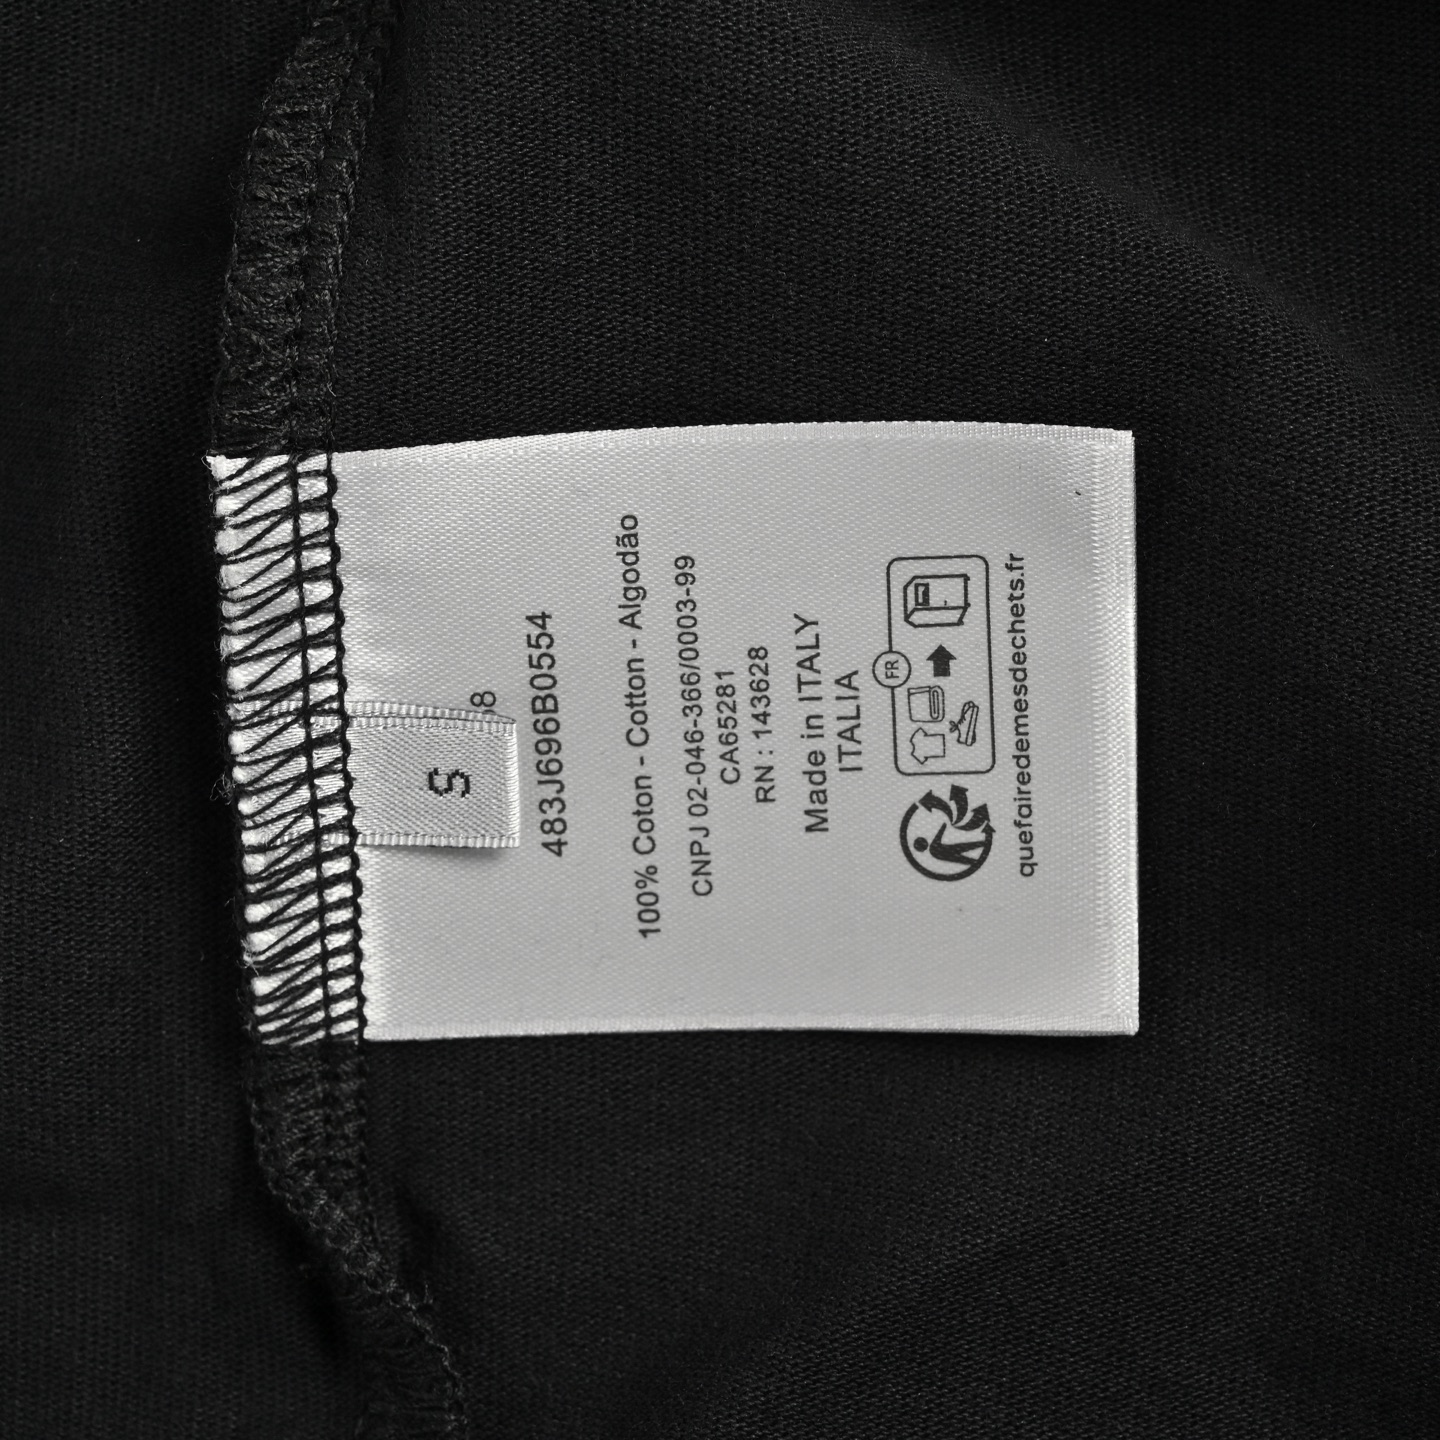 S
483J696B0554
100% Coton - Cotton - Algodão
CNPJ 02-046-366/0003-99
CA65281
RN : 143628
Made in ITALY
ITALIA
FR
quefairedemesdechets.fr